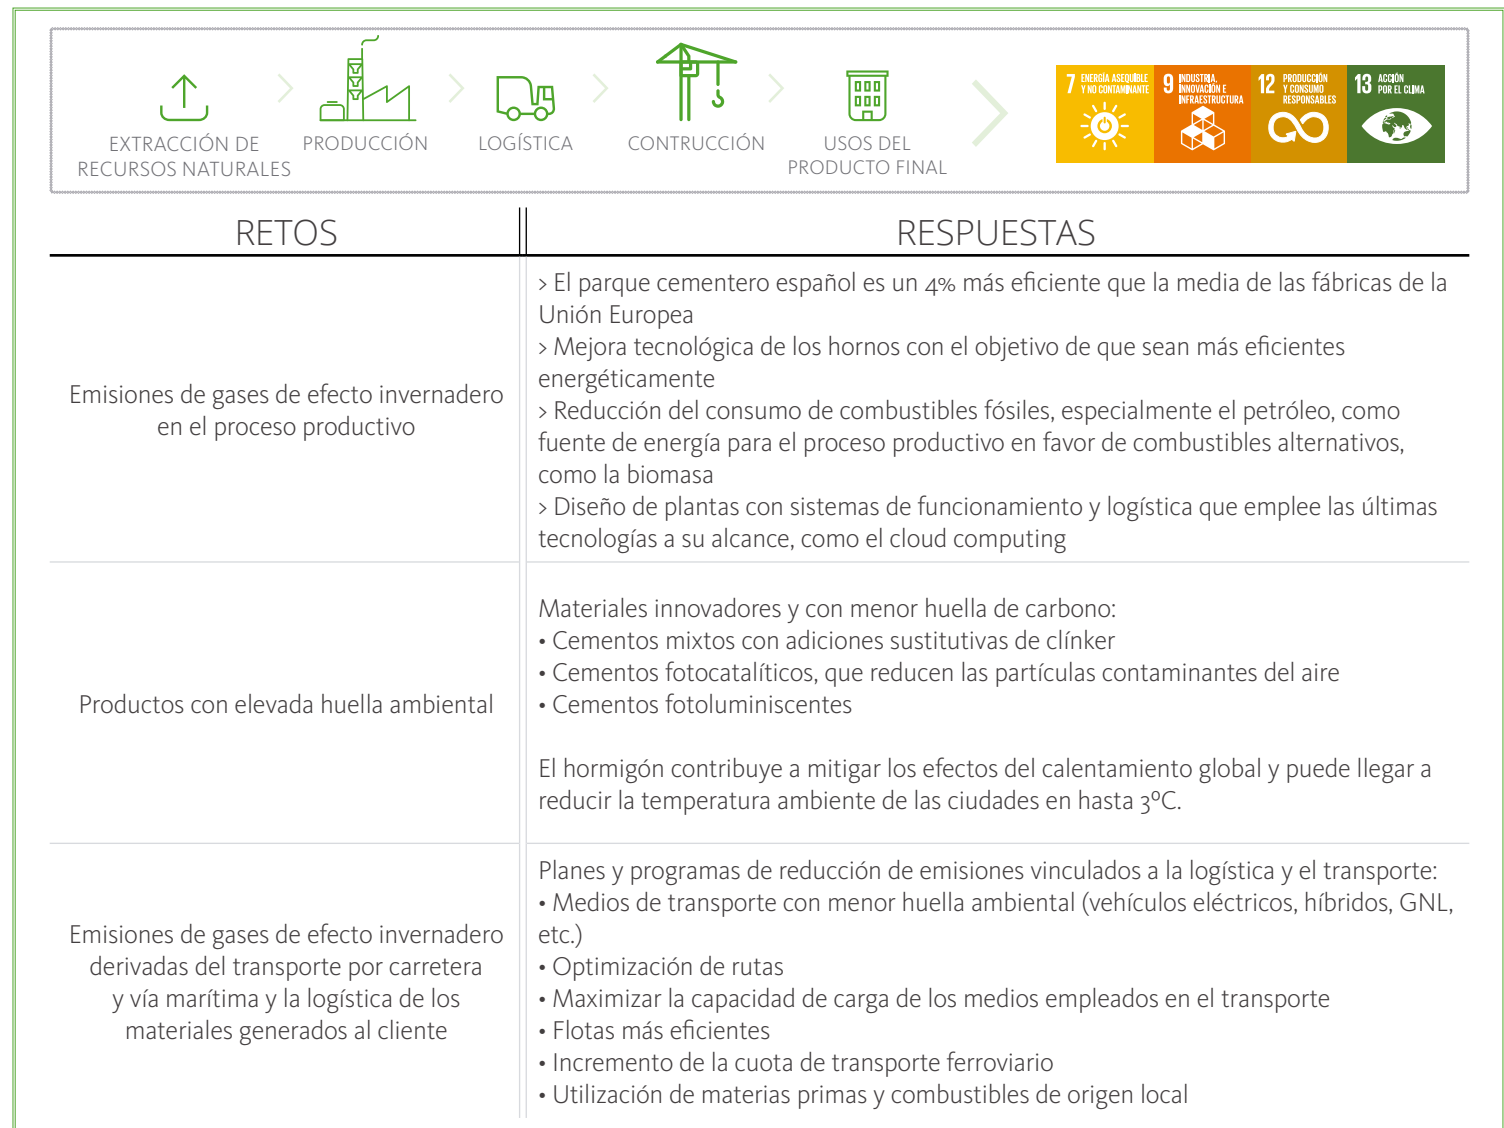 EXTRACCIÓN DE
RECURSOS NATURALES
PRODUCCIÓN
LOGÍSTICA
CONTRUCCIÓN
USOS DEL
PRODUCTO FINAL
7 ENERGÍA ASEQUIBLE
Y NO CONTAMINANTE
9 INDUSTRIA,
INNOVACIÓN E
INFRAESTRUCTURA
12 PRODUCCIÓN
Y CONSUMO
RESPONSABLES
13 ACCIÓN
POR EL CLIMA
RETOS
RESPUESTAS
Emisiones de gases de efecto invernadero
en el proceso productivo
> El parque cementero español es un 4% más eficiente que la media de las fábricas de la
Unión Europea
> Mejora tecnológica de los hornos con el objetivo de que sean más eficientes
energéticamente
> Reducción del consumo de combustibles fósiles, especialmente el petróleo, como
fuente de energía para el proceso productivo en favor de combustibles alternativos,
como la biomasa
> Diseño de plantas con sistemas de funcionamiento y logística que emplee las últimas
tecnologías a su alcance, como el cloud computing
Productos con elevada huella ambiental
Materiales innovadores y con menor huella de carbono:
• Cementos mixtos con adiciones sustitutivas de clínker
• Cementos fotocatalíticos, que reducen las partículas contaminantes del aire
• Cementos fotoluminiscentes
El hormigón contribuye a mitigar los efectos del calentamiento global y puede llegar a
reducir la temperatura ambiente de las ciudades en hasta 3ºC.
Emisiones de gases de efecto invernadero
derivadas del transporte por carretera
y vía marítima y la logística de los
materiales generados al cliente
Planes y programas de reducción de emisiones vinculados a la logística y el transporte:
• Medios de transporte con menor huella ambiental (vehículos eléctricos, híbridos, GNL,
etc.)
• Optimización de rutas
• Maximizar la capacidad de carga de los medios empleados en el transporte
• Flotas más eficientes
• Incremento de la cuota de transporte ferroviario
• Utilización de materias primas y combustibles de origen local